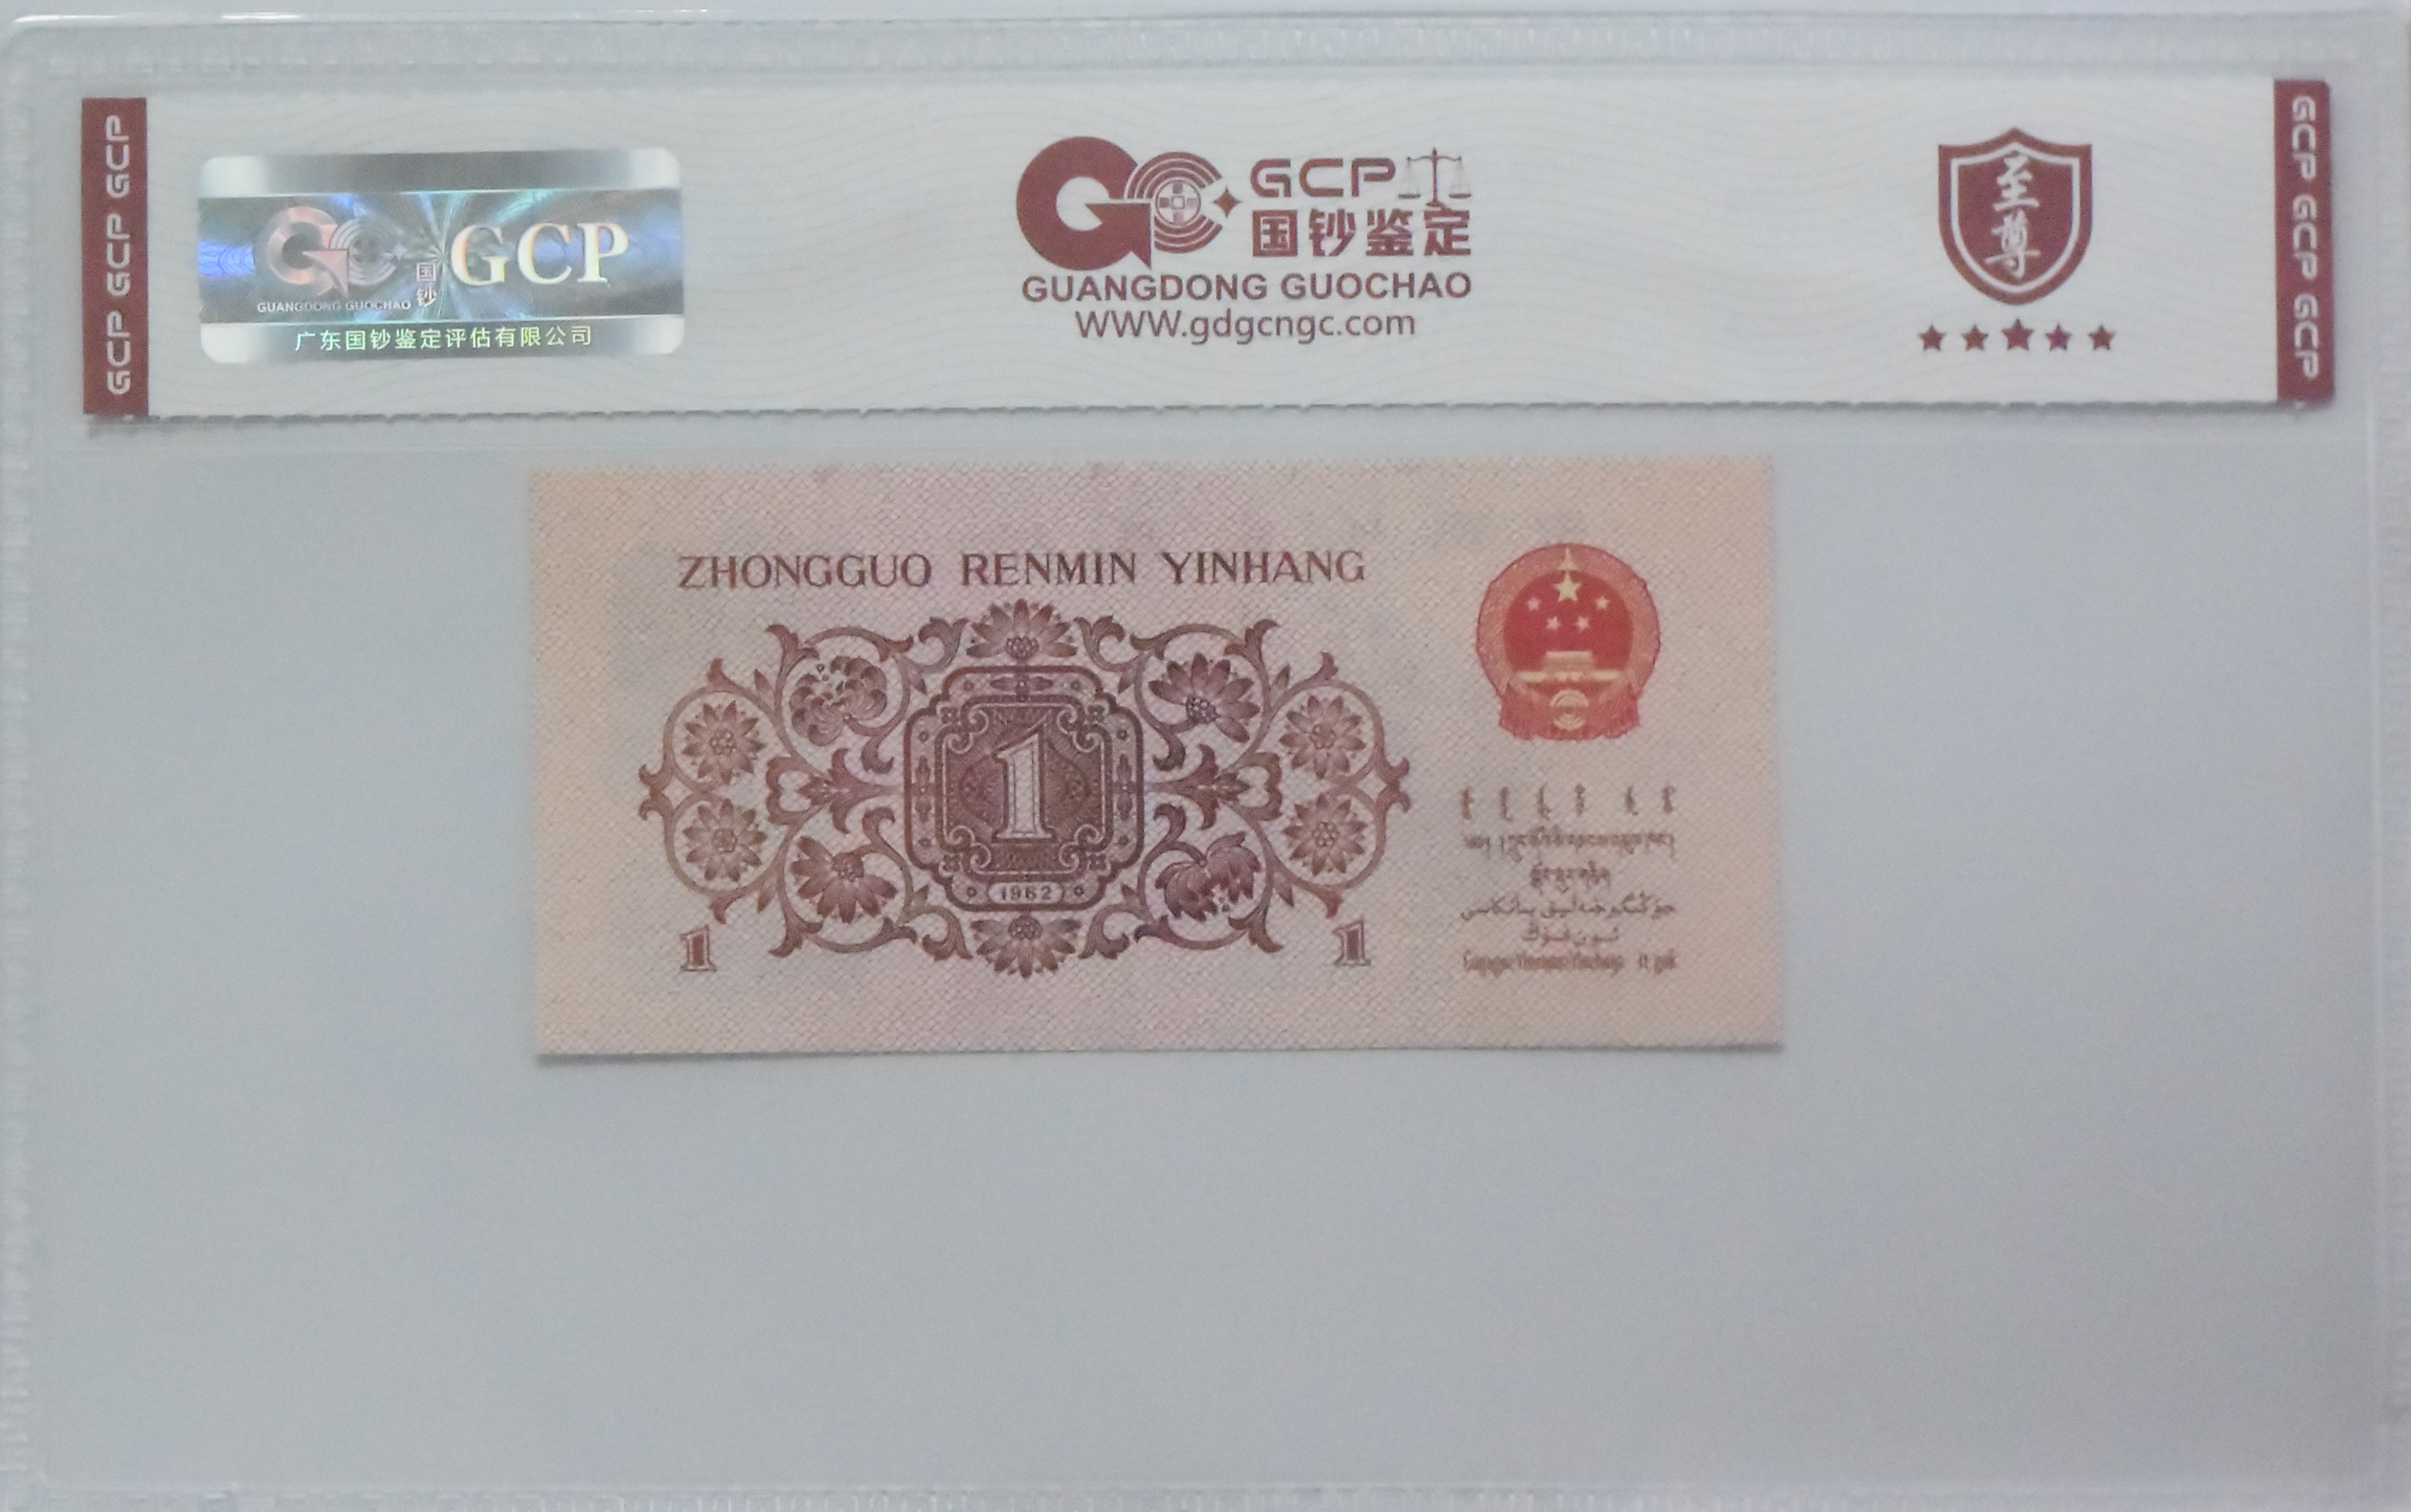 GCP GCP GCP
国钞 GCP
GUANGDONG GUOCHAO
广东国钞鉴定评估有限公司
GCP
国钞鉴定
GUANGDONG GUOCHAO
WWW.gdgcngc.com
至尊
GCP GCP GCP
ZHONGGUO RENMIN YINHANG
1
1962
1
1